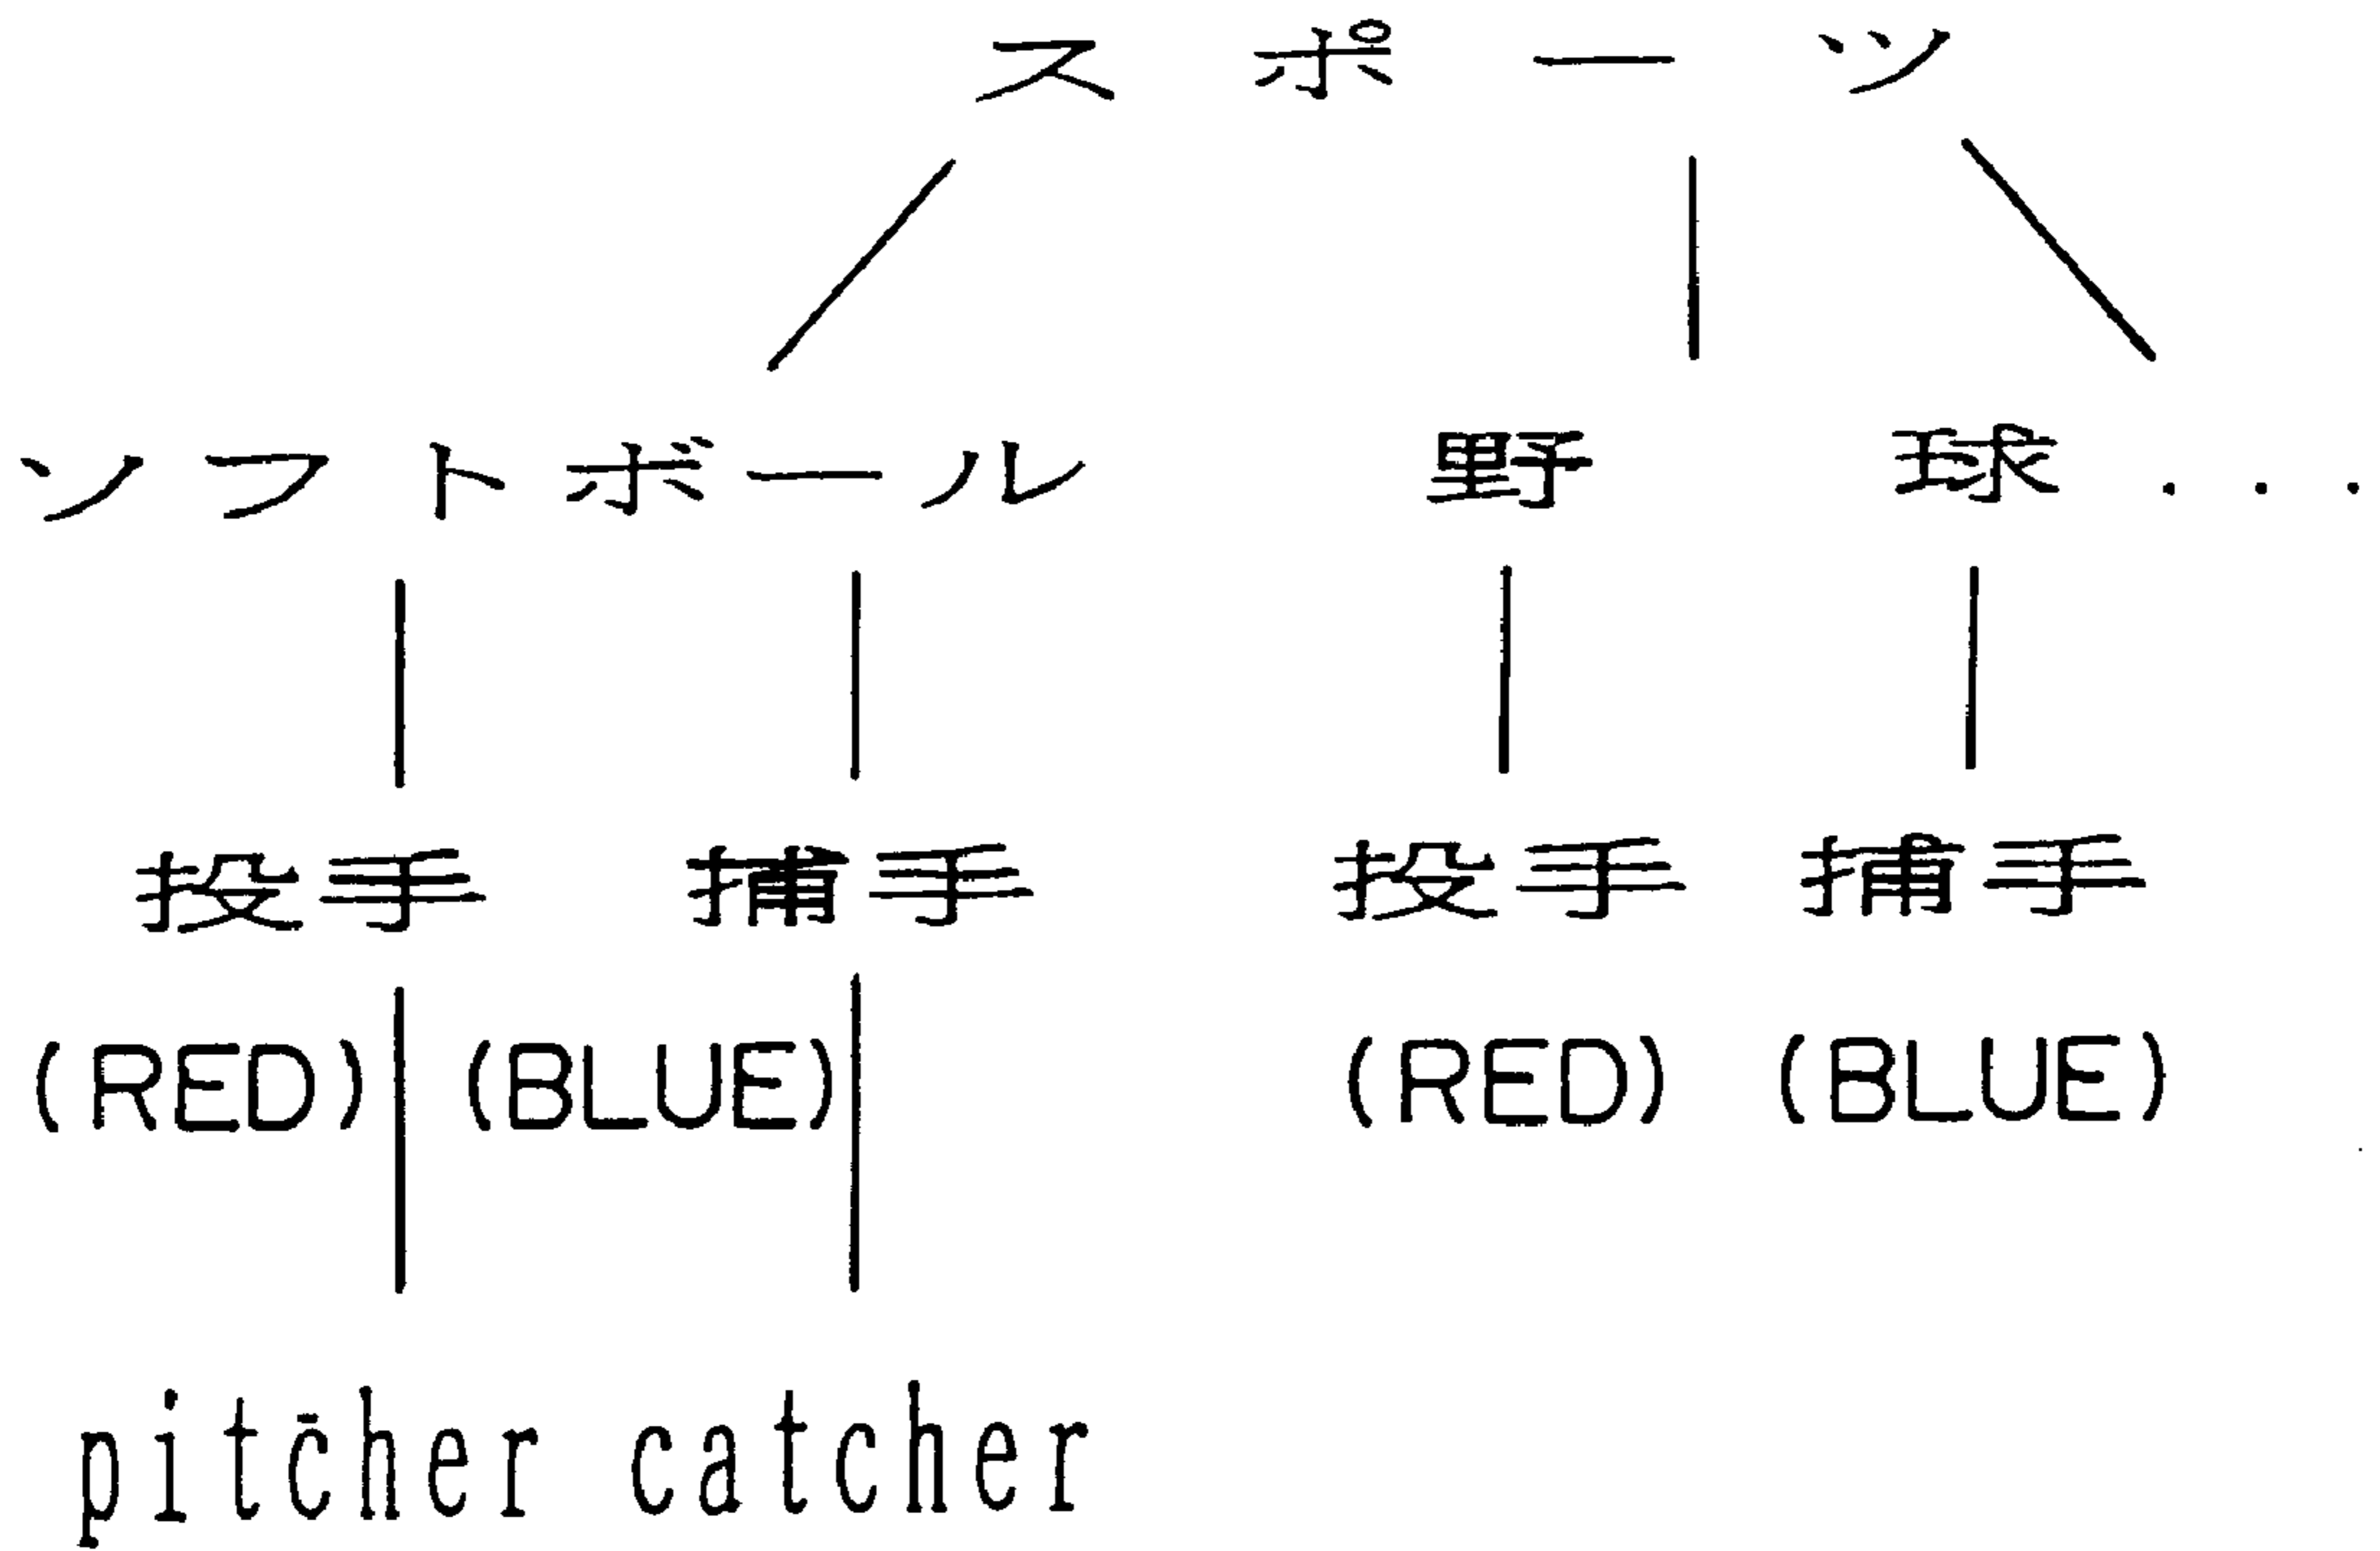 スポーツ
ソフトボール 野球...
投手 捕手 投手 捕手
(RED) (BLUE) (RED) (BLUE)
pitcher catcher